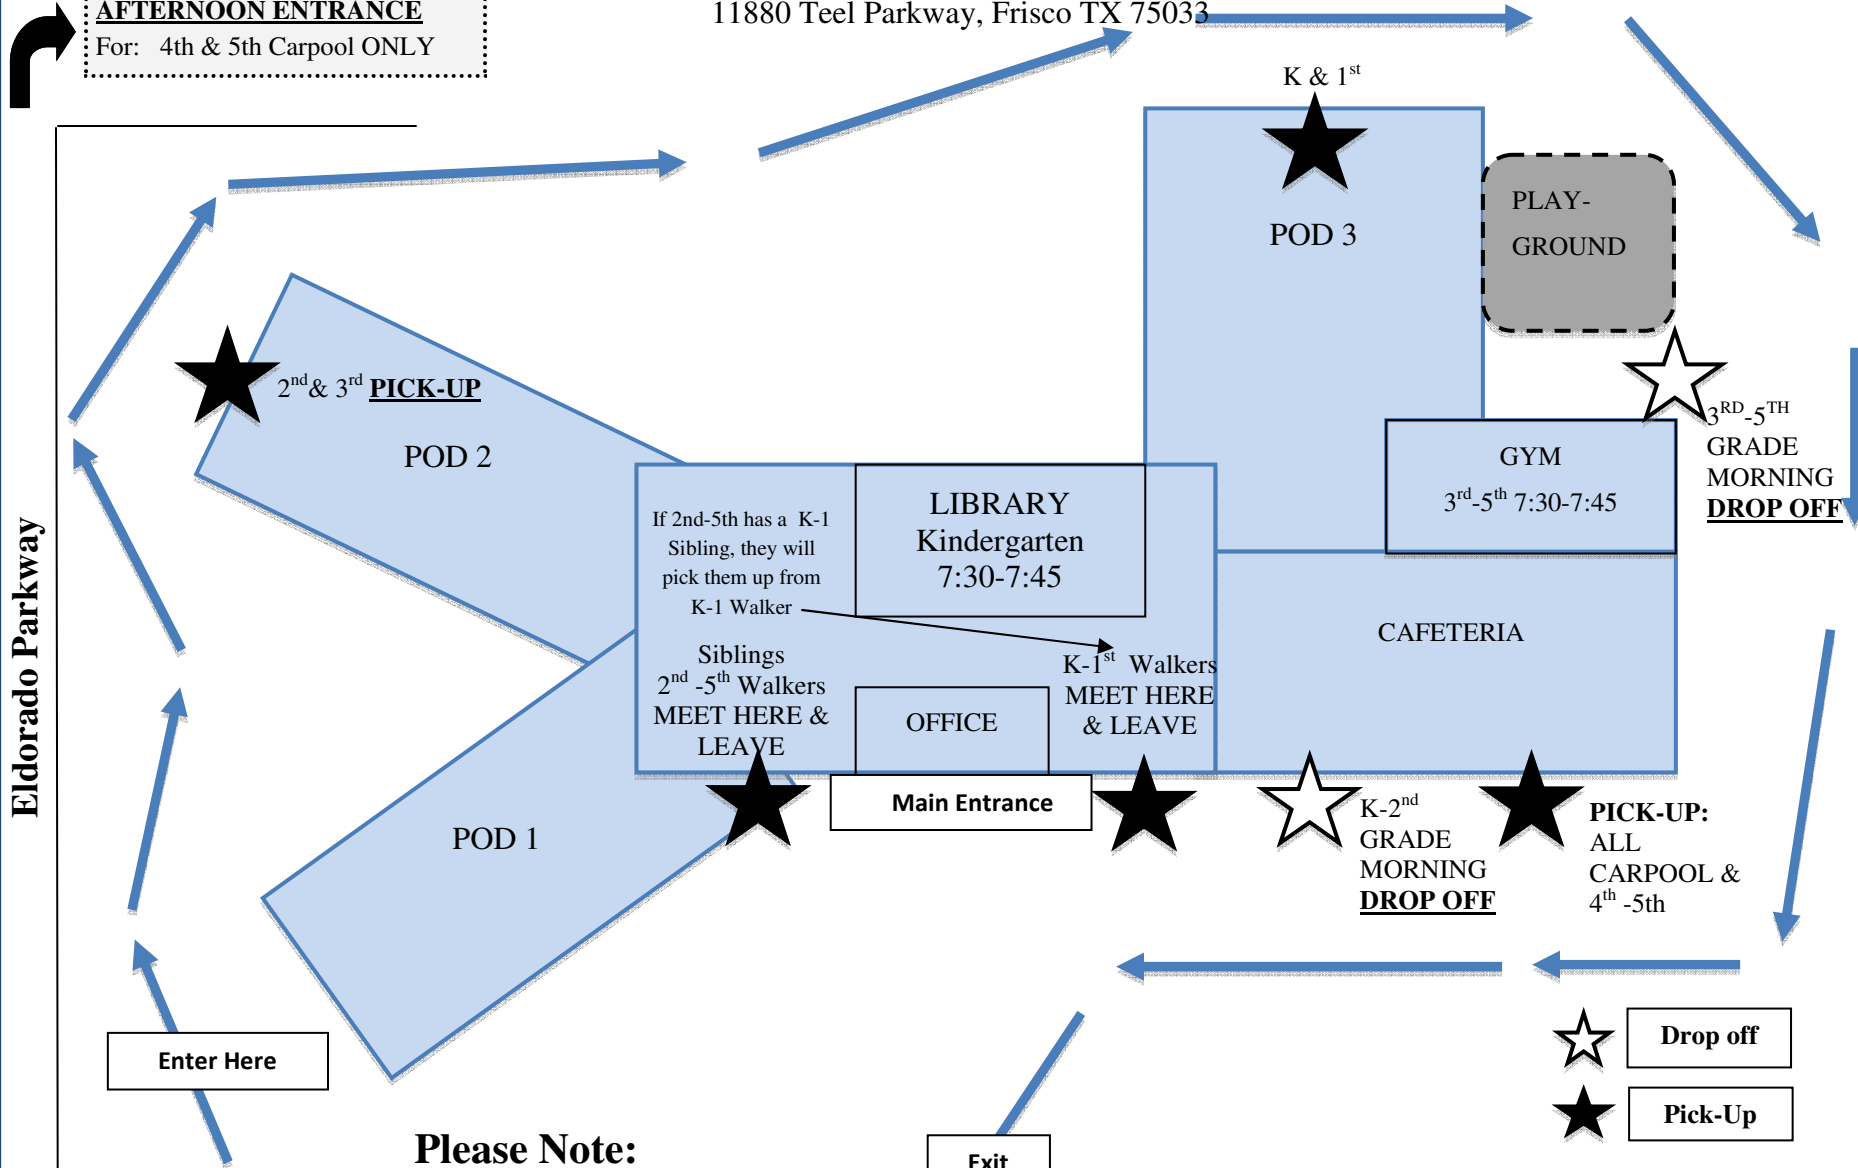 AFTERNOON ENTRANCE
For: 4th & 5th Carpool ONLY
11880 Teel Parkway, Frisco TX 75033
K & 1st
POD 3
PLAY-
GROUND
2nd& 3rd PICK-UP
POD 2
3RD-5TH
GRADE
MORNING
DROP OFF
GYM
3rd-5th 7:30-7:45
LIBRARY
Kindergarten
7:30-7:45
If 2nd-5th has a K-1
Sibling, they will
pick them up from
K-1 Walker
Siblings
2nd -5th Walkers
MEET HERE &
LEAVE
K-1st Walkers
MEET HERE
& LEAVE
OFFICE
CAFETERIA
Eldorado Parkway
Main Entrance
POD 1
K-2nd
GRADE
MORNING
DROP OFF
PICK-UP:
ALL
CARPOOL &
4th -5th
Enter Here
Drop off
Pick-Up
Please Note:
Exit